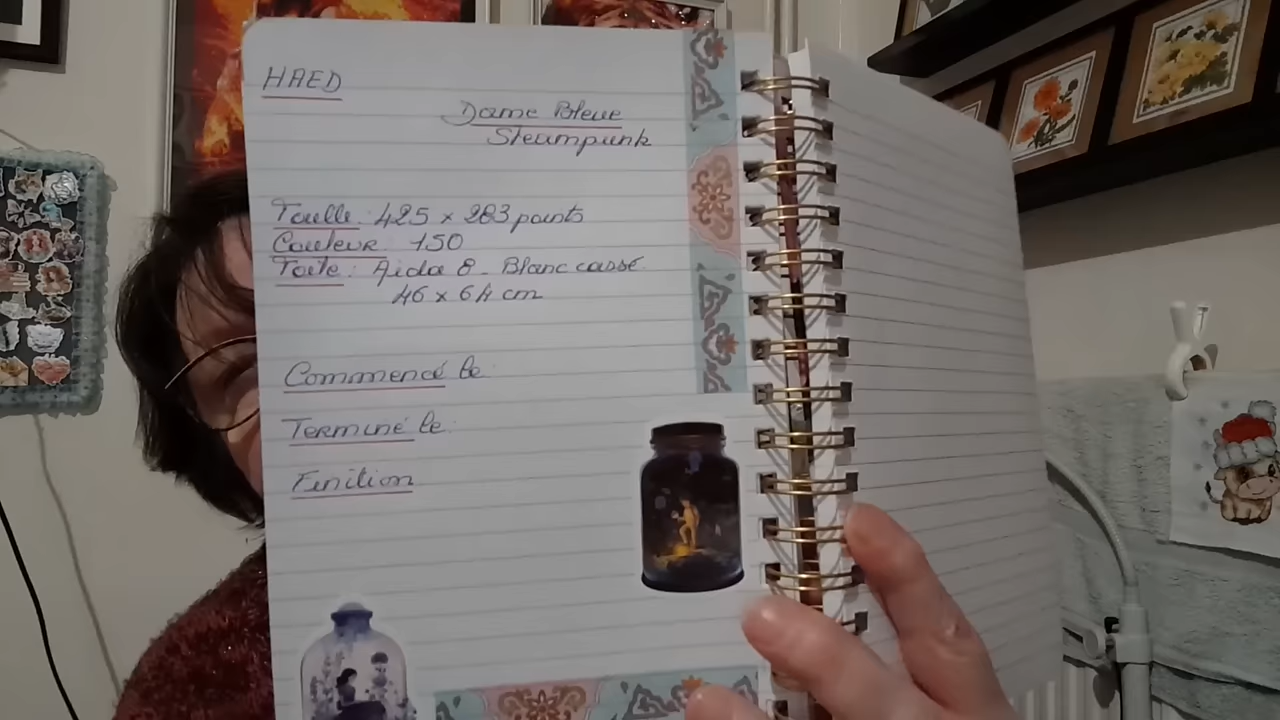 HAED
Dame Bleue
Steampunk
Taille : 425 x 283 points
Couleur 150
Toile : Aida 8 - Blanc cassé
46 x 64 cm
Commencé le :
Terminé le :
Finition